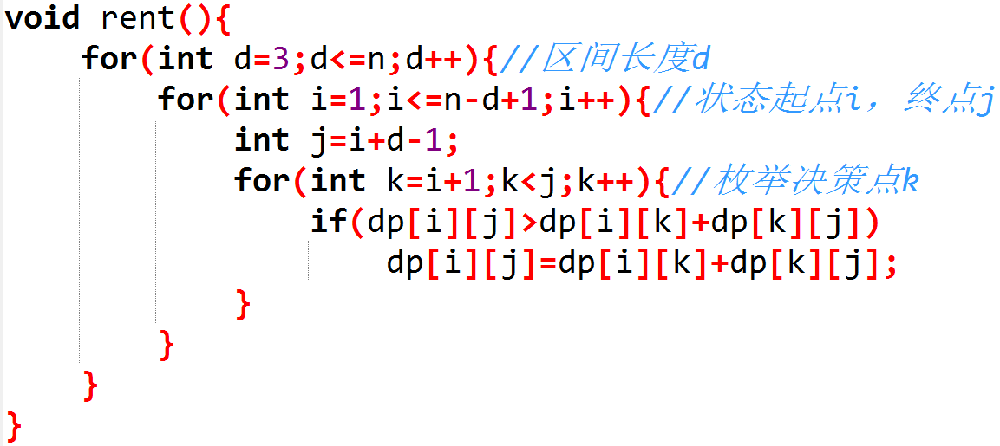 void rent(){
    for(int d=3;d<=n;d++){//区间长度d
        for(int i=1;i<=n-d+1;i++){//状态起点i，终点j
            int j=i+d-1;
            for(int k=i+1;k<j;k++){//枚举决策点k
                if(dp[i][j]>dp[i][k]+dp[k][j])
                    dp[i][j]=dp[i][k]+dp[k][j];
            }
        }
    }
}